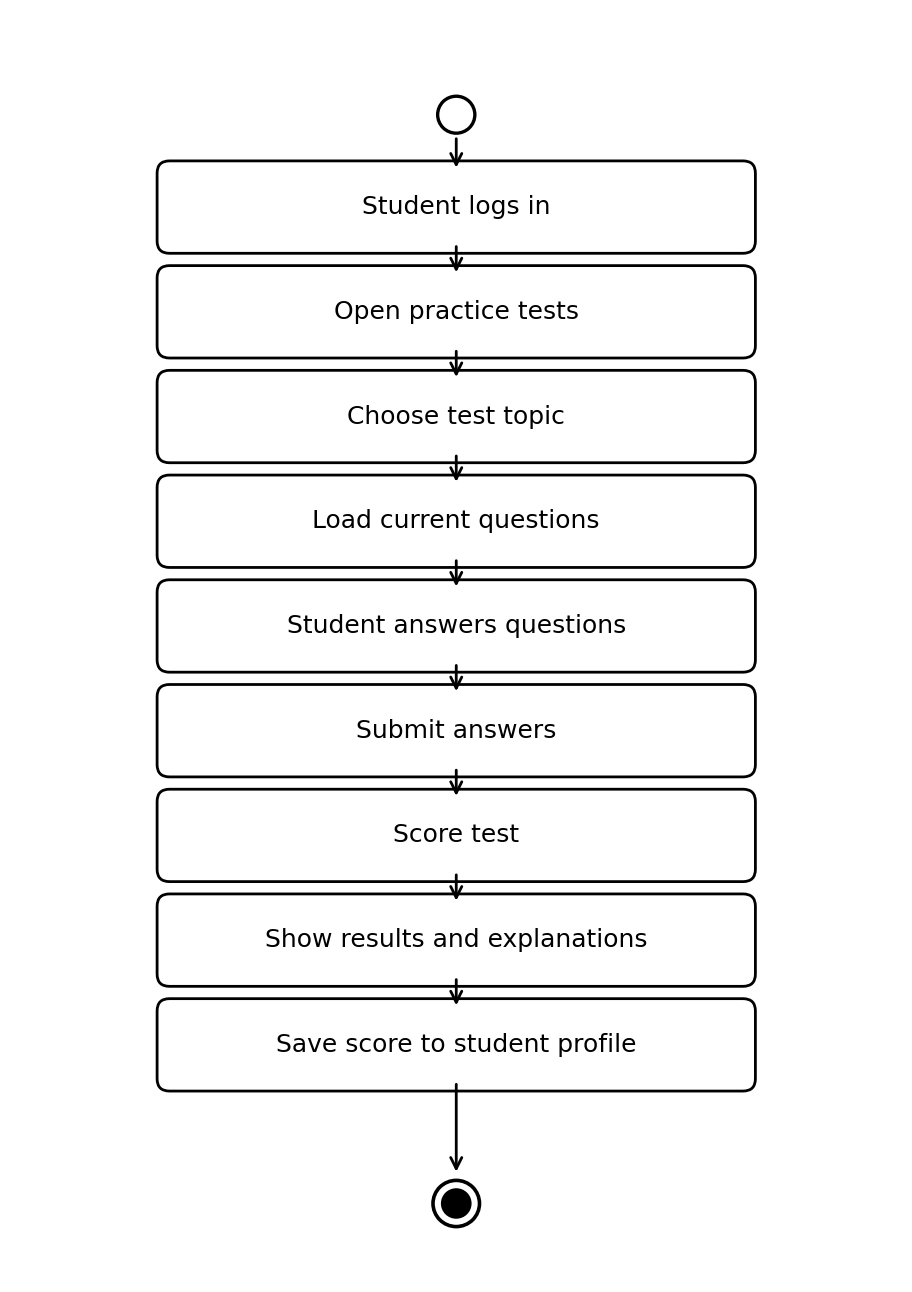 Student logs in
Open practice tests
Choose test topic
Load current questions
Student answers questions
Submit answers
Score test
Show results and explanations
Save score to student profile